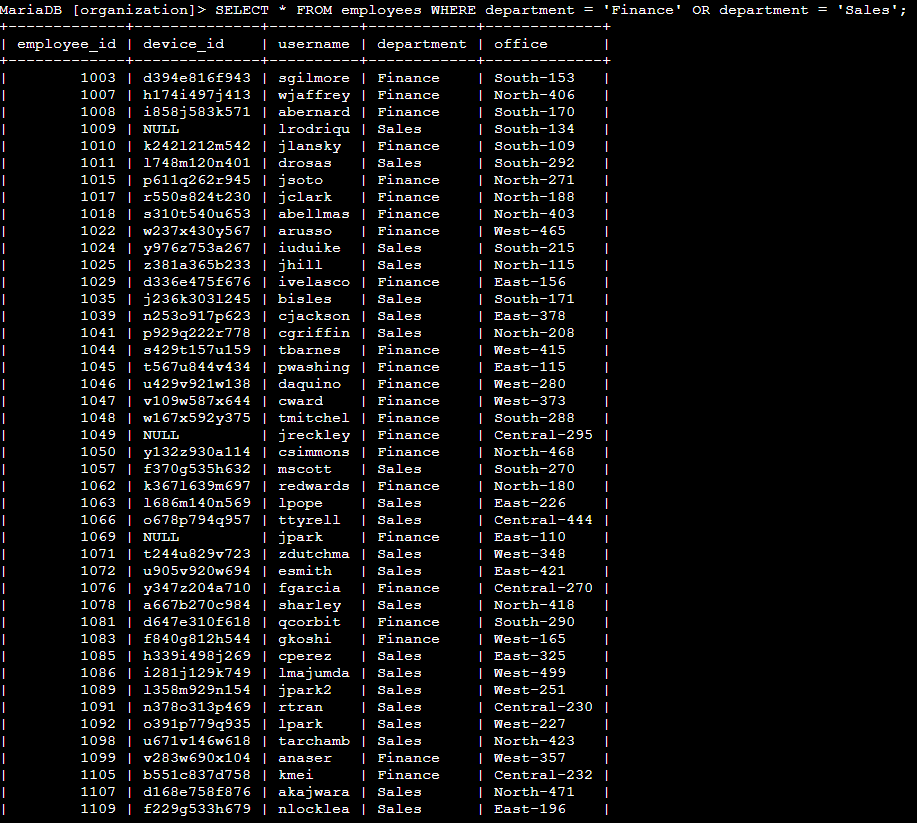 MariaDB [organization]> SELECT * FROM employees WHERE department = 'Finance' OR department = 'Sales';
+-------------+--------------+----------+------------+-------------+
| employee_id | device_id    | username | department | office      |
+-------------+--------------+----------+------------+-------------+
|        1003 | d394e816f943 | sgilmore | Finance    | South-153   |
|        1007 | h174i497j413 | wjaffrey | Finance    | North-406   |
|        1008 | i858j583k571 | abernard | Finance    | South-170   |
|        1009 | NULL         | lrodriqu | Sales      | South-134   |
|        1010 | k242l212m542 | jlansky  | Finance    | South-109   |
|        1011 | l748m120n401 | drosas   | Sales      | South-292   |
|        1015 | p611q262r945 | jsoto    | Finance    | North-271   |
|        1017 | r550s824t230 | jclark   | Finance    | North-188   |
|        1018 | s310t540u653 | abellmas | Finance    | North-403   |
|        1022 | w237x430y567 | arusso   | Finance    | West-465    |
|        1024 | y976z753a267 | iuduike  | Sales      | South-215   |
|        1025 | z381a365b233 | jhill    | Sales      | North-115   |
|        1029 | d336e475f676 | ivelasco | Finance    | East-156    |
|        1035 | j236k303l245 | bisles   | Sales      | South-171   |
|        1039 | n253o917p623 | cjackson | Sales      | East-378    |
|        1041 | p929q222r778 | cgriffin | Sales      | North-208   |
|        1044 | s429t157u159 | tbarnes  | Finance    | West-415    |
|        1045 | t567u844v434 | pwashing | Finance    | East-115    |
|        1046 | u429v921w138 | daquino  | Finance    | West-280    |
|        1047 | v109w587x644 | cward    | Finance    | West-373    |
|        1048 | w167x592y375 | tmitchel | Finance    | South-288   |
|        1049 | NULL         | jreckley | Finance    | Central-295 |
|        1050 | y132z930a114 | csimmons | Finance    | North-468   |
|        1057 | f370g535h632 | mscott   | Sales      | South-270   |
|        1062 | k367l639m697 | redwards | Finance    | North-180   |
|        1063 | l686m140n569 | lpope    | Sales      | East-226    |
|        1066 | o678p794q957 | ttyrell  | Sales      | Central-444 |
|        1069 | NULL         | jpark    | Finance    | East-110    |
|        1071 | t244u829v723 | zdutchma | Sales      | West-348    |
|        1072 | u905v920w694 | esmith   | Sales      | East-421    |
|        1076 | y347z204a710 | fgarcia  | Finance    | Central-270 |
|        1078 | a667b270c984 | sharley  | Sales      | North-418   |
|        1081 | d647e310f618 | qcorbit  | Finance    | South-290   |
|        1083 | f840g812h544 | gkoshi   | Finance    | West-165    |
|        1085 | h339i498j269 | cperez   | Sales      | East-325    |
|        1086 | i281j129k749 | lmajumda | Sales      | West-499    |
|        1089 | l358m929n154 | jpark2   | Sales      | West-251    |
|        1091 | n378o313p469 | rtran    | Sales      | Central-230 |
|        1092 | o391p779q935 | lpark    | Sales      | West-227    |
|        1098 | u671v146w618 | tarchamb | Sales      | North-423   |
|        1099 | v283w690x104 | anaser   | Finance    | West-357    |
|        1105 | b551c837d758 | kmei     | Finance    | Central-232 |
|        1107 | d168e758f876 | akajwara | Sales      | North-471   |
|        1109 | f229g533h679 | nlocklea | Sales      | East-196    |